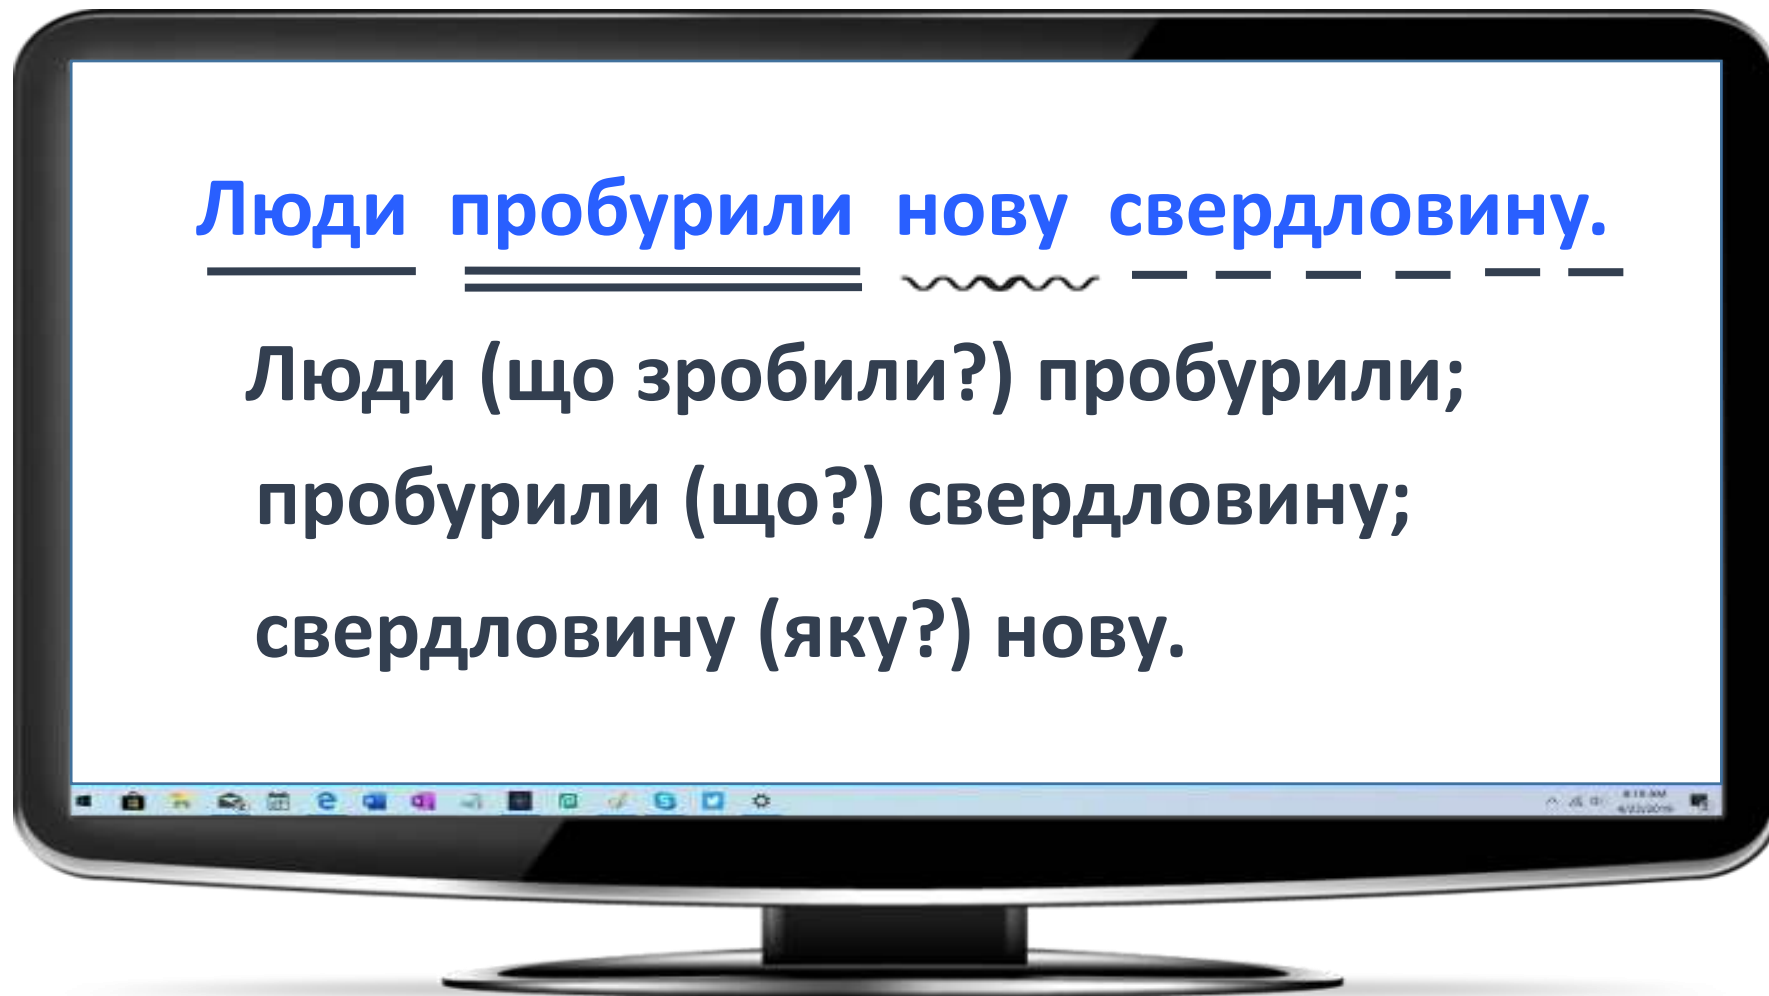 Люди пробурили нову свердловину.
Люди (що зробили?) пробурили;
пробурили (що?) свердловину;
свердловину (яку?) нову.